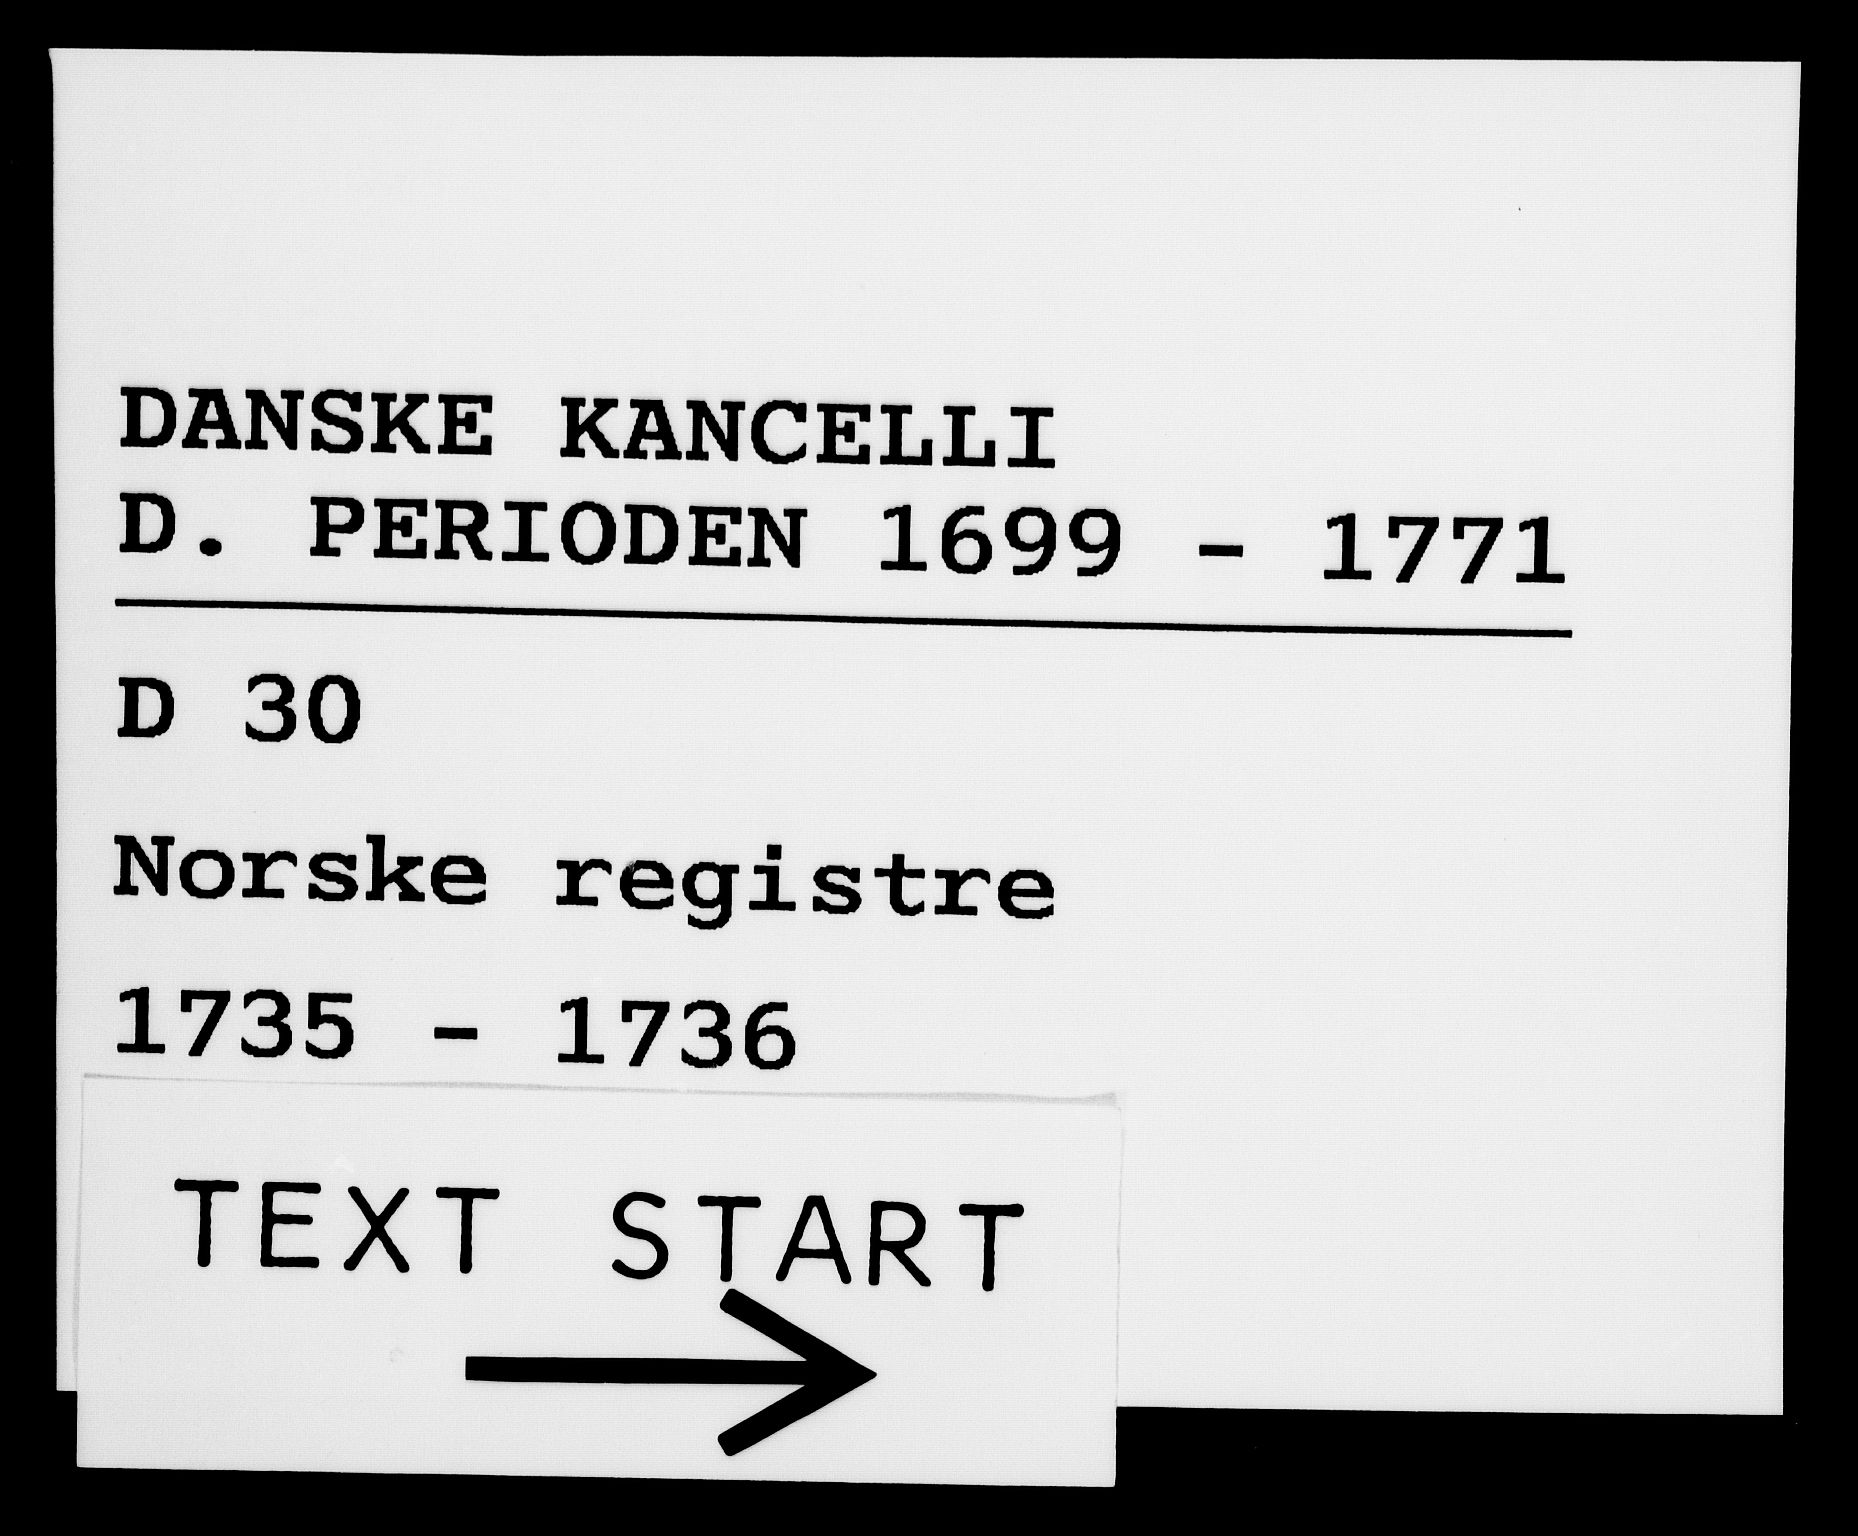 DANSKE KANCELLI
D. PERIODEN 1699 - 1771
D 30
Norske registre
1735 - 1736
TEXT START